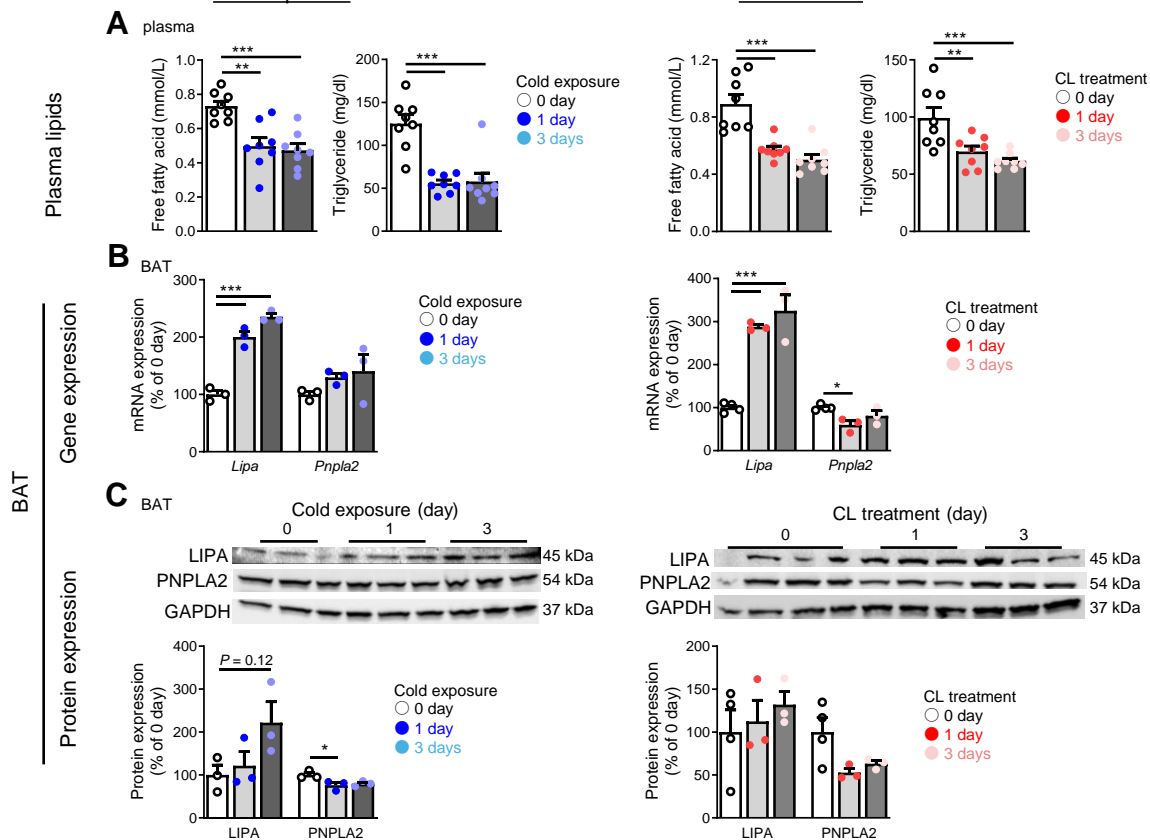 A plasma
Plasma lipids
Free fatty acid (mmol/L)
1.0
0.8
0.6
0.4
0.2
0.0
***
**
Triglyceride (mg/dl)
200
150
100
50
0
***
Cold exposure
0 day
1 day
3 days
Free fatty acid (mmol/L)
1.2
0.8
0.4
0.0
***
Triglyceride (mg/dl)
150
100
50
0
***
**
CL treatment
0 day
1 day
3 days
B BAT
BAT
Gene expression
mRNA expression
(% of 0 day)
300
200
100
0
***
Lipa Pnpla2
Cold exposure
0 day
1 day
3 days
mRNA expression
(% of 0 day)
400
300
200
100
0
***
*
Lipa Pnpla2
CL treatment
0 day
1 day
3 days
C BAT
Protein expression
Cold exposure (day)
0 1 3
LIPA 45 kDa
PNPLA2 54 kDa
GAPDH 37 kDa
CL treatment (day)
0 1 3
LIPA 45 kDa
PNPLA2 54 kDa
GAPDH 37 kDa
Protein expression
(% of 0 day)
400
300
200
100
0
P = 0.12
*
LIPA PNPLA2
Cold exposure
0 day
1 day
3 days
Protein expression
(% of 0 day)
200
150
100
50
0
LIPA PNPLA2
CL treatment
0 day
1 day
3 days